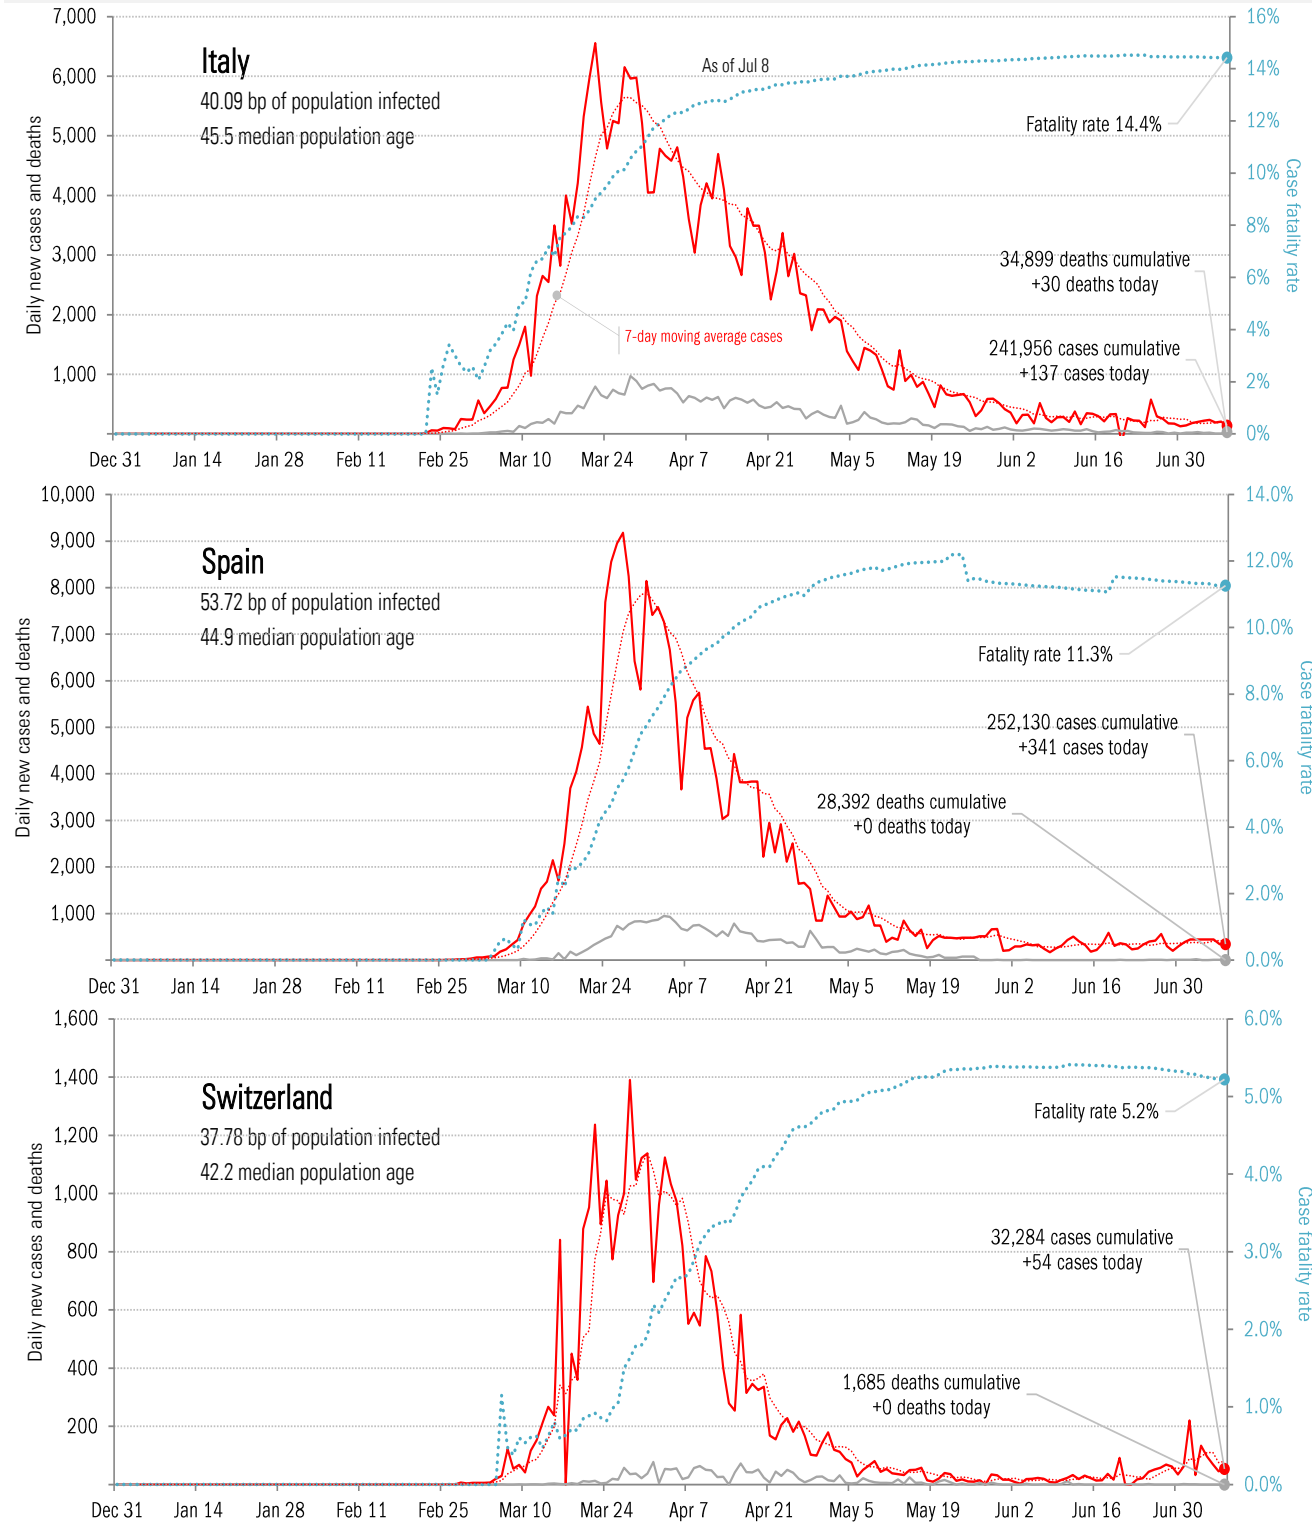 7,000
6,000
5,000
4,000
3,000
2,000
1,000
Daily new cases and deaths
Italy
40.09 bp of population infected
45.5 median population age
As of Jul 8
7-day moving average cases
Fatality rate 14.4%
34,899 deaths cumulative
+30 deaths today
241,956 cases cumulative
+137 cases today
16%
14%
12%
10%
8%
6%
4%
2%
0%
Case fatality rate
Dec 31 Jan 14 Jan 28 Feb 11 Feb 25 Mar 10 Mar 24 Apr 7 Apr 21 May 5 May 19 Jun 2 Jun 16 Jun 30
10,000
9,000
8,000
7,000
6,000
5,000
4,000
3,000
2,000
1,000
Daily new cases and deaths
Spain
53.72 bp of population infected
44.9 median population age
Fatality rate 11.3%
252,130 cases cumulative
+341 cases today
28,392 deaths cumulative
+0 deaths today
14.0%
12.0%
10.0%
8.0%
6.0%
4.0%
2.0%
0.0%
Case fatality rate
Dec 31 Jan 14 Jan 28 Feb 11 Feb 25 Mar 10 Mar 24 Apr 7 Apr 21 May 5 May 19 Jun 2 Jun 16 Jun 30
1,600
1,400
1,200
1,000
800
600
400
200
Daily new cases and deaths
Switzerland
37.78 bp of population infected
42.2 median population age
Fatality rate 5.2%
32,284 cases cumulative
+54 cases today
1,685 deaths cumulative
+0 deaths today
6.0%
5.0%
4.0%
3.0%
2.0%
1.0%
0.0%
Case fatality rate
Dec 31 Jan 14 Jan 28 Feb 11 Feb 25 Mar 10 Mar 24 Apr 7 Apr 21 May 5 May 19 Jun 2 Jun 16 Jun 30